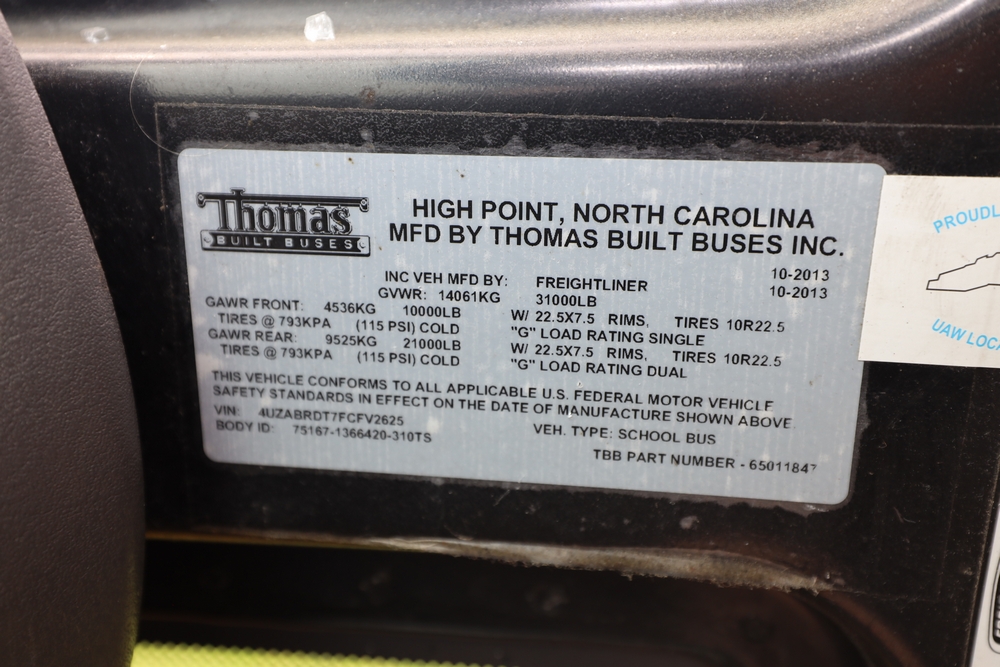 Thomas
BUILT BUSES
HIGH POINT, NORTH CAROLINA
MFD BY THOMAS BUILT BUSES INC.
10-2013
INC VEH MFD BY: FREIGHTLINER 10-2013
GVWR: 14061KG 31000LB
GAWR FRONT: 4536KG 10000LB W/ 22.5X7.5 RIMS, TIRES 10R22.5
TIRES @ 793KPA (115 PSI) COLD "G" LOAD RATING SINGLE
GAWR REAR: 9525KG 21000LB W/ 22.5X7.5 RIMS, TIRES 10R22.5
TIRES @ 793KPA (115 PSI) COLD "G" LOAD RATING DUAL
THIS VEHICLE CONFORMS TO ALL APPLICABLE U.S. FEDERAL MOTOR VEHICLE
SAFETY STANDARDS IN EFFECT ON THE DATE OF MANUFACTURE SHOWN ABOVE.
VIN: 4UZABRDT7FCFV2625
BODY ID: 75167-1366420-310TS VEH. TYPE: SCHOOL BUS
TBB PART NUMBER - 65011847
PROUDL
UAW LOCA